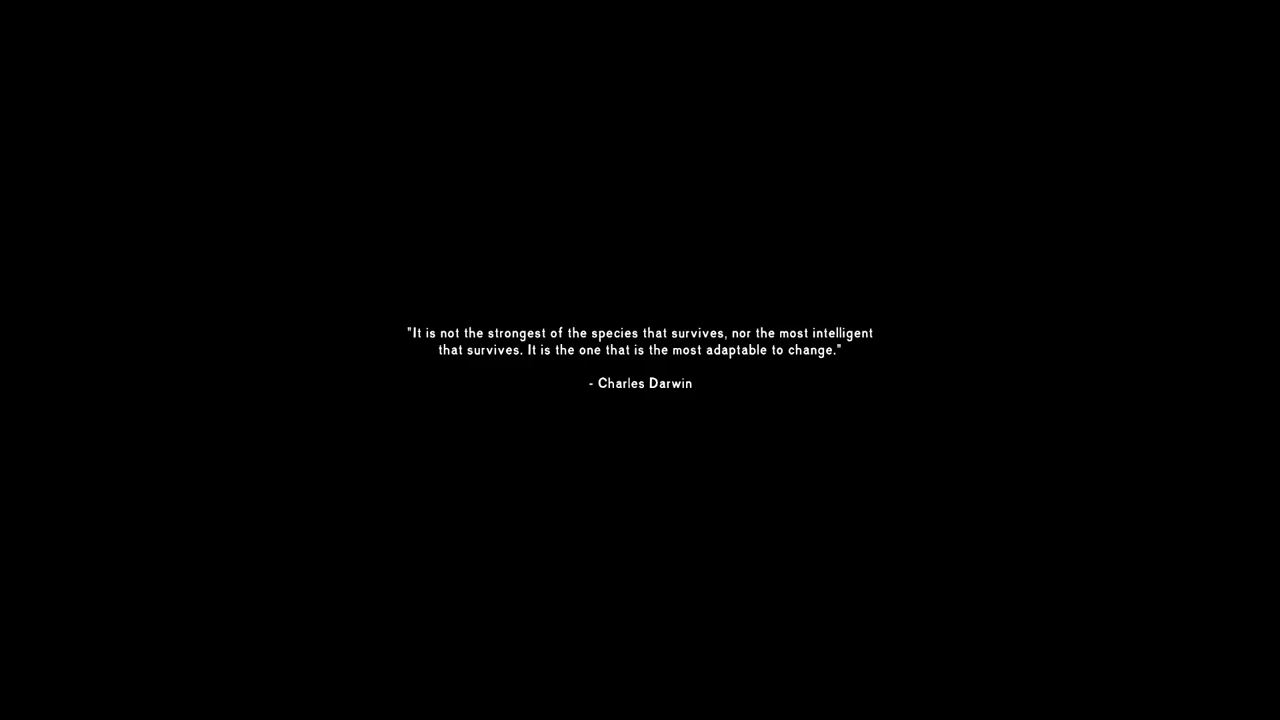 "It is not the strongest of the species that survives, nor the most intelligent
that survives. It is the one that is the most adaptable to change."
- Charles Darwin